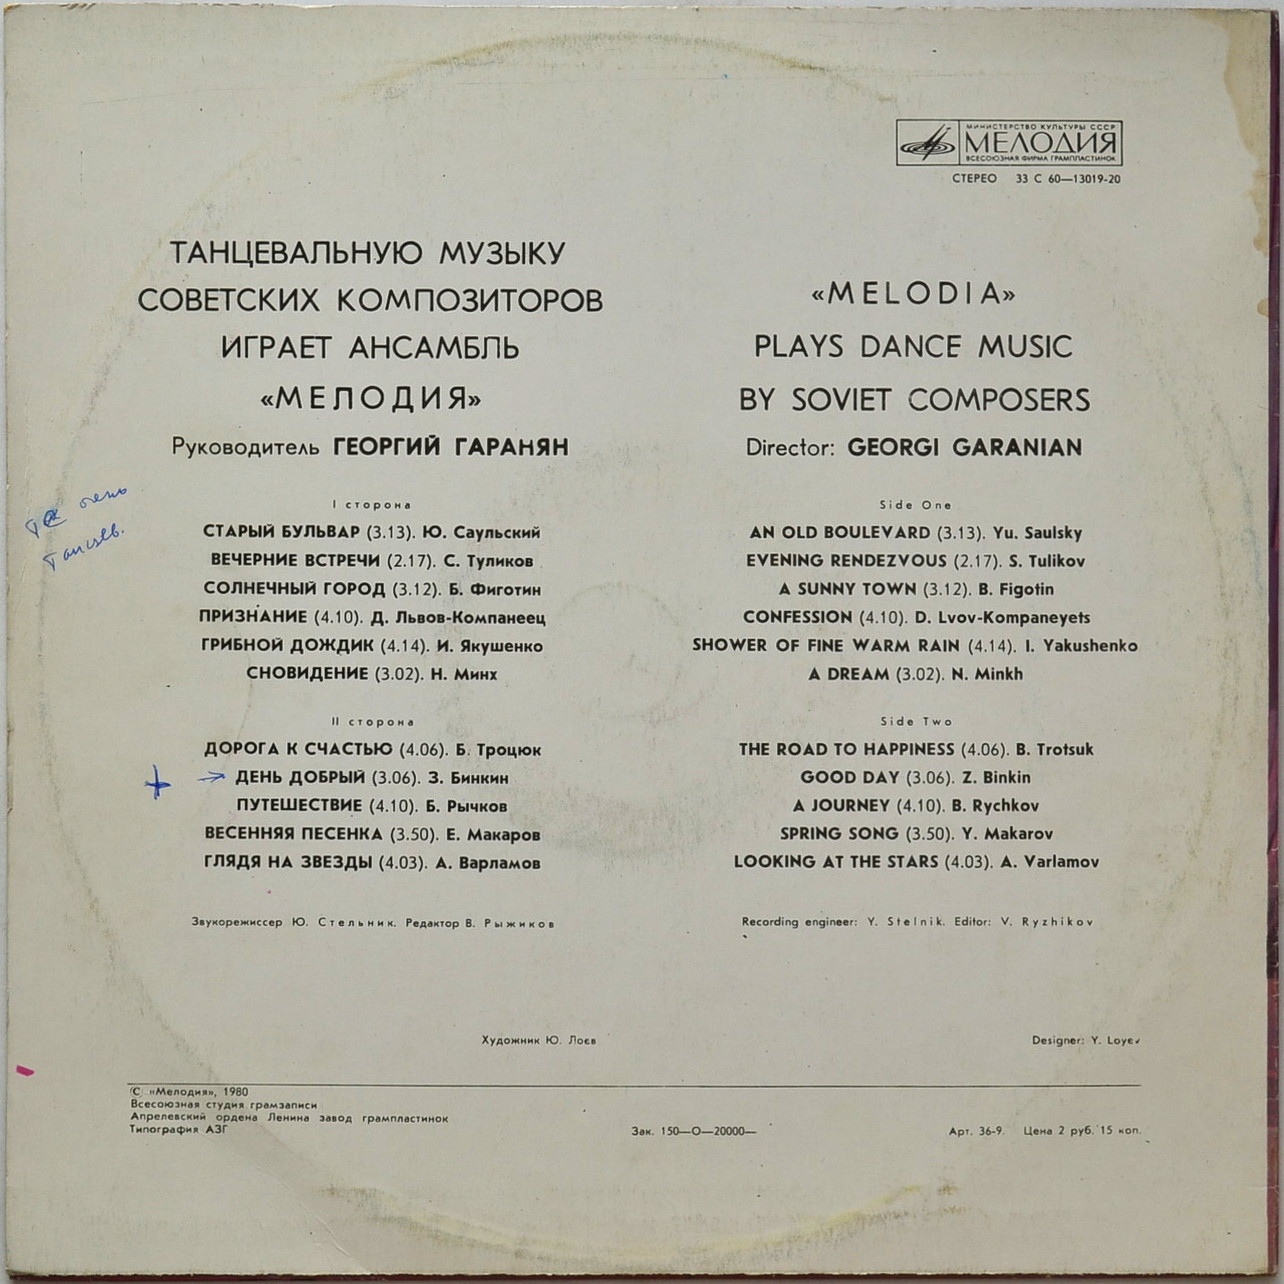 МИНИСТЕРСТВО КУЛЬТУРЫ СССР
МЕЛОДИЯ
ВСЕСОЮЗНАЯ ФИРМА ГРАМПЛАСТИНОК
СТЕРЕО 33 С 60—13019-20
ТАНЦЕВАЛЬНУЮ МУЗЫКУ
СОВЕТСКИХ КОМПОЗИТОРОВ
ИГРАЕТ АНСАМБЛЬ
«МЕЛОДИЯ»
Руководитель ГЕОРГИЙ ГАРАНЯН
I сторона
СТАРЫЙ БУЛЬВАР (3.13). Ю. Саульский
ВЕЧЕРНИЕ ВСТРЕЧИ (2.17). С. Туликов
СОЛНЕЧНЫЙ ГОРОД (3.12). Б. Фиготин
ПРИЗНАНИЕ (4.10). Д. Львов-Компанеец
ГРИБНОЙ ДОЖДИК (4.14). И. Якушенко
СНОВИДЕНИЕ (3.02). Н. Минх
II сторона
ДОРОГА К СЧАСТЬЮ (4.06). Б. Троцюк
ДЕНЬ ДОБРЫЙ (3.06). З. Бинкин
ПУТЕШЕСТВИЕ (4.10). Б. Рычков
ВЕСЕННЯЯ ПЕСЕНКА (3.50). Е. Макаров
ГЛЯДЯ НА ЗВЕЗДЫ (4.03). А. Варламов
Звукорежиссер Ю. Стельник. Редактор В. Рыжиков
Художник Ю. Лоев
«MELODIA»
PLAYS DANCE MUSIC
BY SOVIET COMPOSERS
Director: GEORGI GARANIAN
Side One
AN OLD BOULEVARD (3.13). Yu. Saulsky
EVENING RENDEZVOUS (2.17). S. Tulikov
A SUNNY TOWN (3.12). B. Figotin
CONFESSION (4.10). D. Lvov-Kompaneyets
SHOWER OF FINE WARM RAIN (4.14). I. Yakushenko
A DREAM (3.02). N. Minkh
Side Two
THE ROAD TO HAPPINESS (4.06). B. Trotsuk
GOOD DAY (3.06). Z. Binkin
A JOURNEY (4.10). B. Rychkov
SPRING SONG (3.50). Y. Makarov
LOOKING AT THE STARS (4.03). A. Varlamov
Recording engineer: Y. Stelnik. Editor: V. Ryzhikov
Designer: Y. Loyev
© «Мелодия», 1980
Всесоюзная студия грамзаписи
Апрелевский ордена Ленина завод грампластинок
Типография АЗГ
Зак. 150—О—20000—
Арт. 36-9. Цена 2 руб. 15 коп.